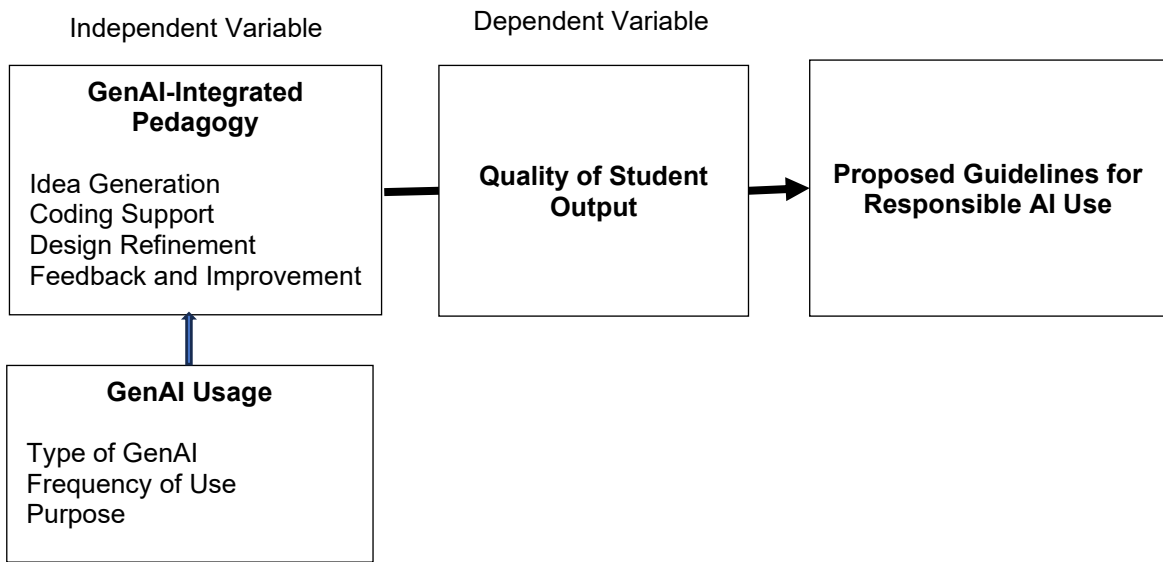 Independent Variable
Dependent Variable
GenAI-Integrated
Pedagogy
Idea Generation
Coding Support
Design Refinement
Feedback and Improvement
Quality of Student
Output
Proposed Guidelines for
Responsible AI Use
GenAI Usage
Type of GenAI
Frequency of Use
Purpose